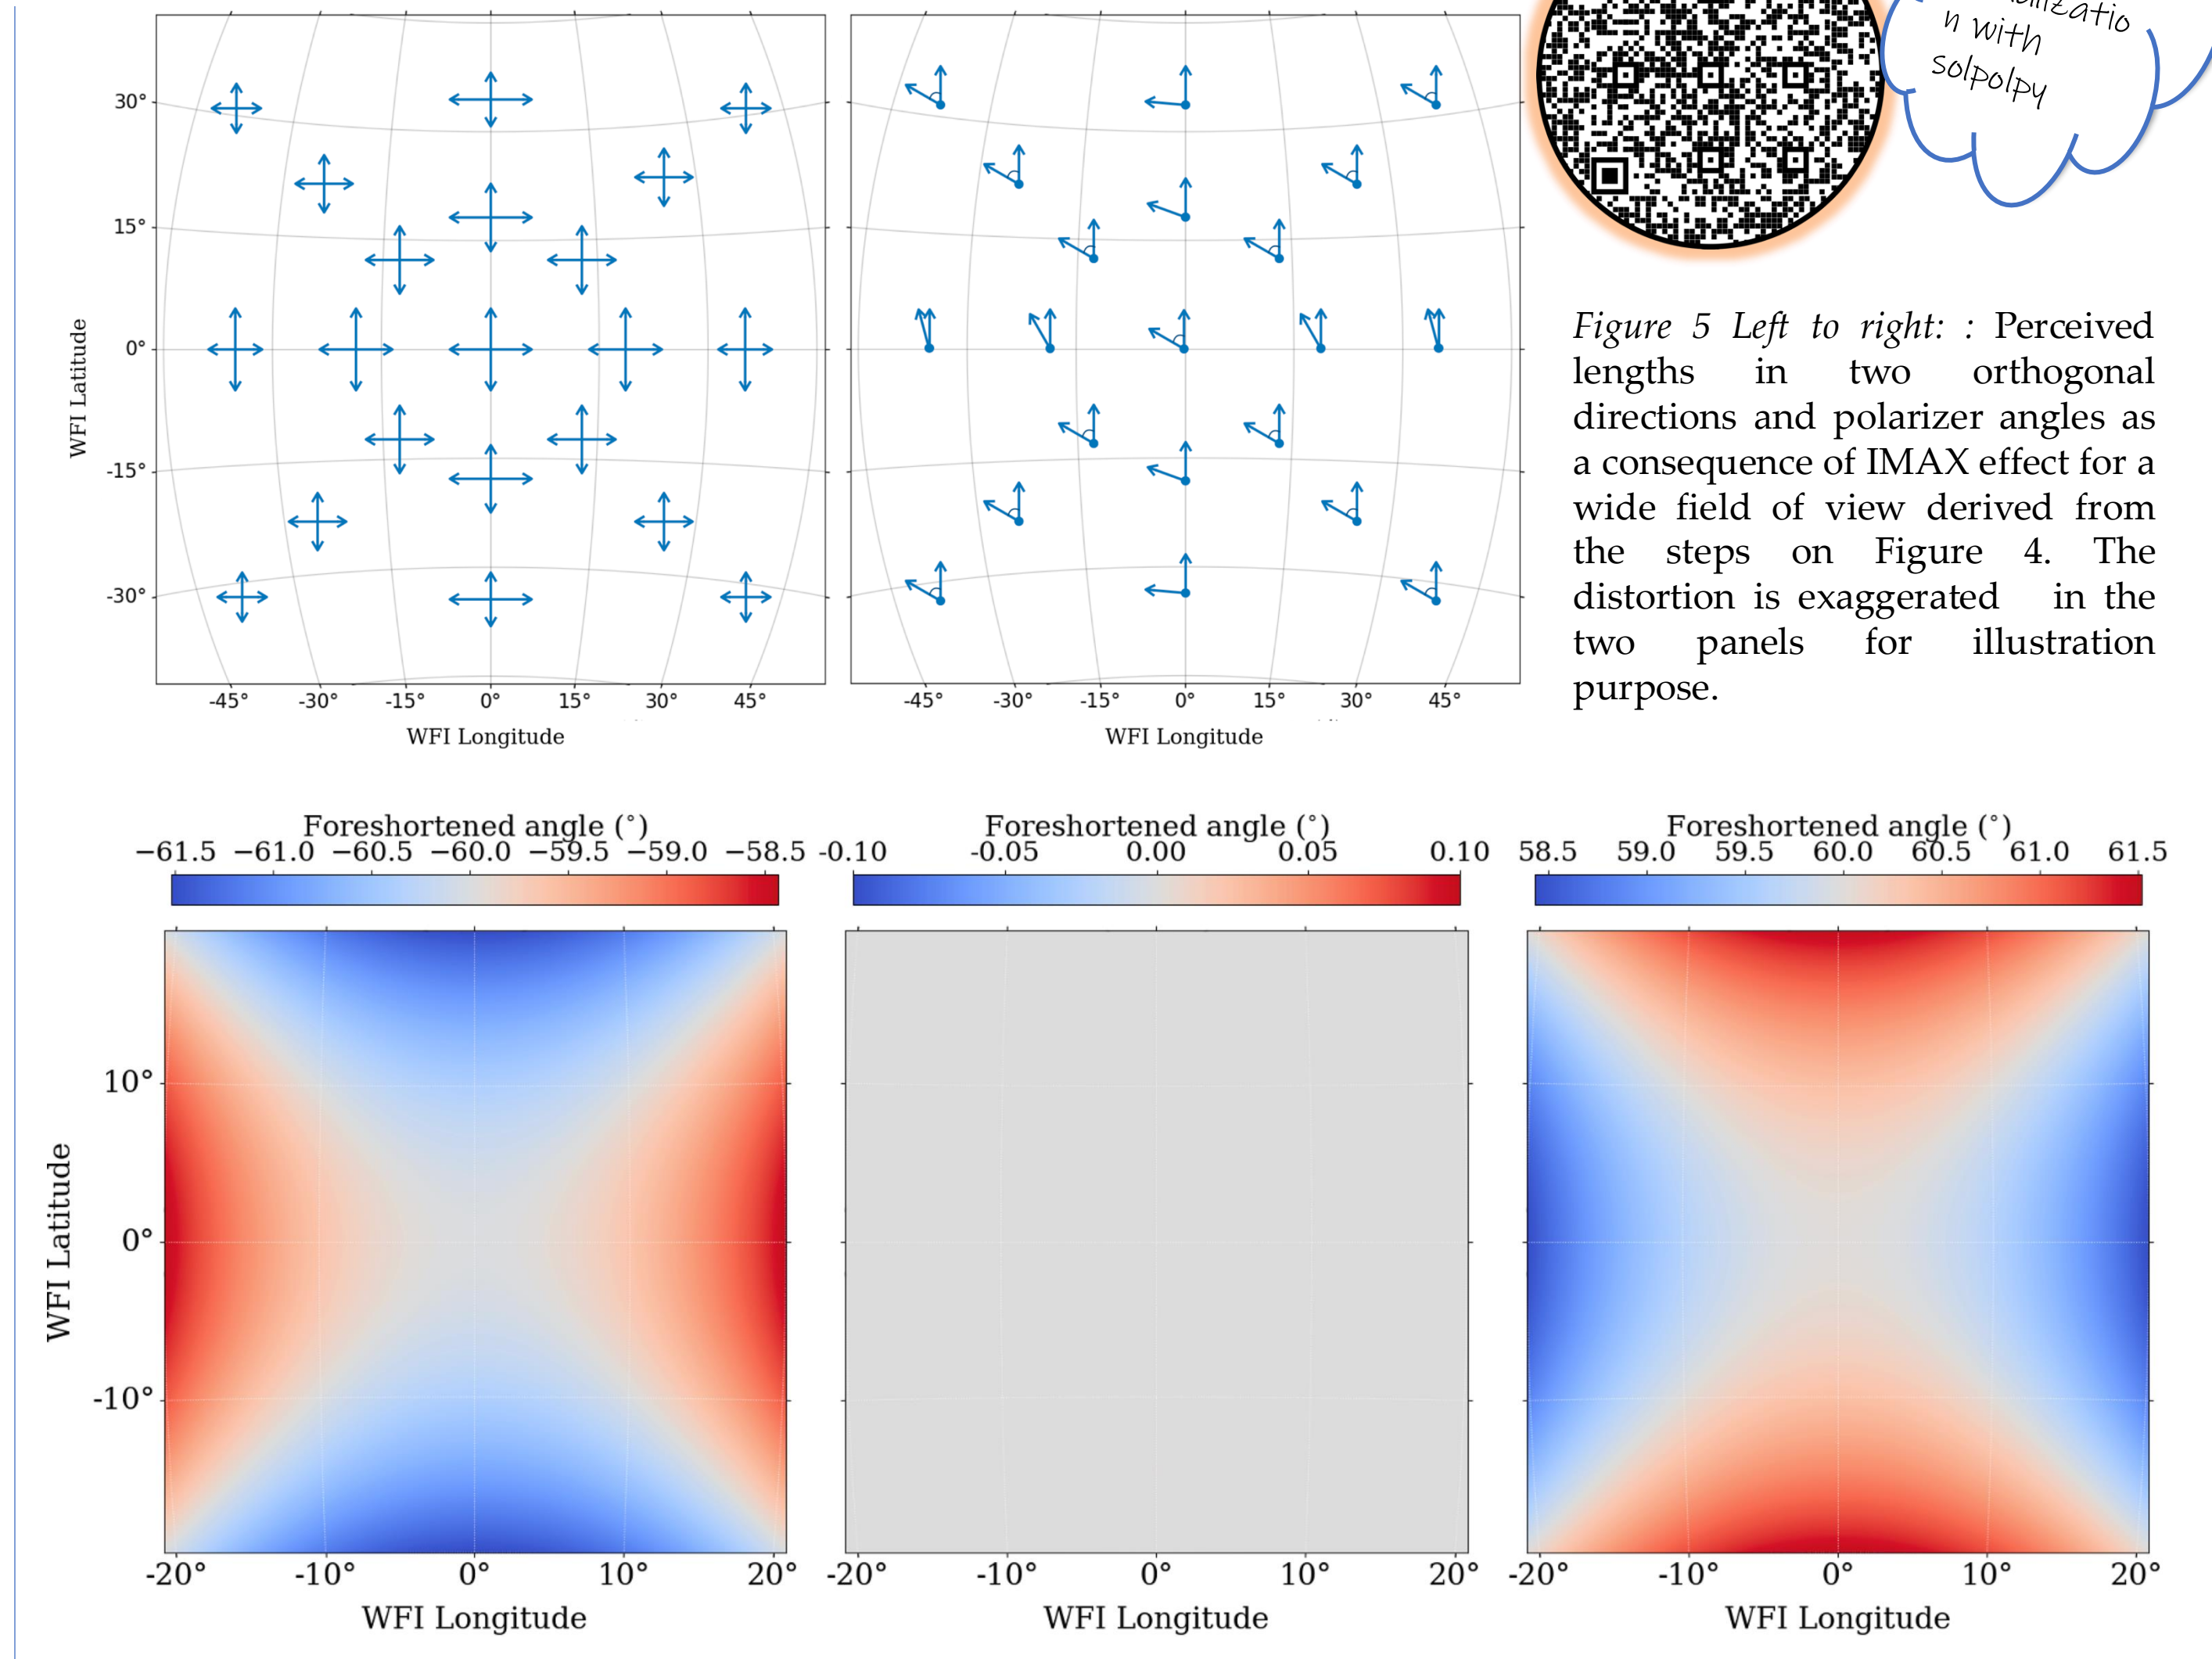 n with
solpolpy
30°
15°
0°
-15°
-30°
WFI Latitude
-45° -30° -15° 0° 15° 30° 45°
WFI Longitude
-45° -30° -15° 0° 15° 30° 45°
WFI Longitude
Figure 5 Left to right: : Perceived
lengths in two orthogonal
directions and polarizer angles as
a consequence of IMAX effect for a
wide field of view derived from
the steps on Figure 4. The
distortion is exaggerated in the
two panels for illustration
purpose.
Foreshortened angle (°)
−61.5 −61.0 −60.5 −60.0 −59.5 −59.0 −58.5
Foreshortened angle (°)
-0.10 -0.05 0.00 0.05 0.10
Foreshortened angle (°)
58.5 59.0 59.5 60.0 60.5 61.0 61.5
10°
0°
-10°
WFI Latitude
-20° -10° 0° 10° 20°
WFI Longitude
-20° -10° 0° 10° 20°
WFI Longitude
-20° -10° 0° 10° 20°
WFI Longitude